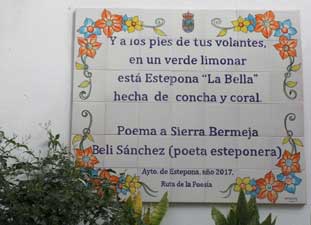 Y a los pies de tus volantes,
en un verde limonar
está Estepona “La Bella”
hecha de concha y coral.
Poema a Sierra Bermeja
Beli Sánchez (poeta esteponera)
Ayto. de Estepona, año 2017,
Ruta de la Poesía